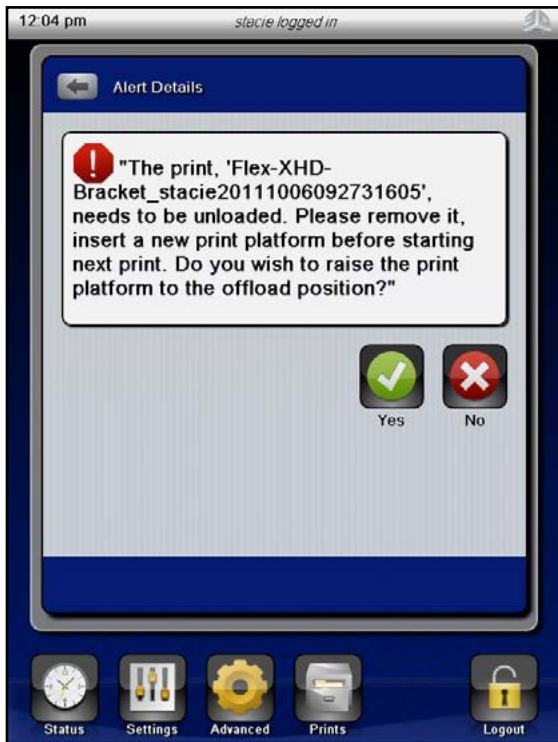 12:04 pm stacie logged in
Alert Details
"The print, 'Flex-XHD-
Bracket_stacie20111006092731605',
needs to be unloaded. Please remove it,
insert a new print platform before starting
next print. Do you wish to raise the print
platform to the offload position?"
Yes No
Status Settings Advanced Prints Logout